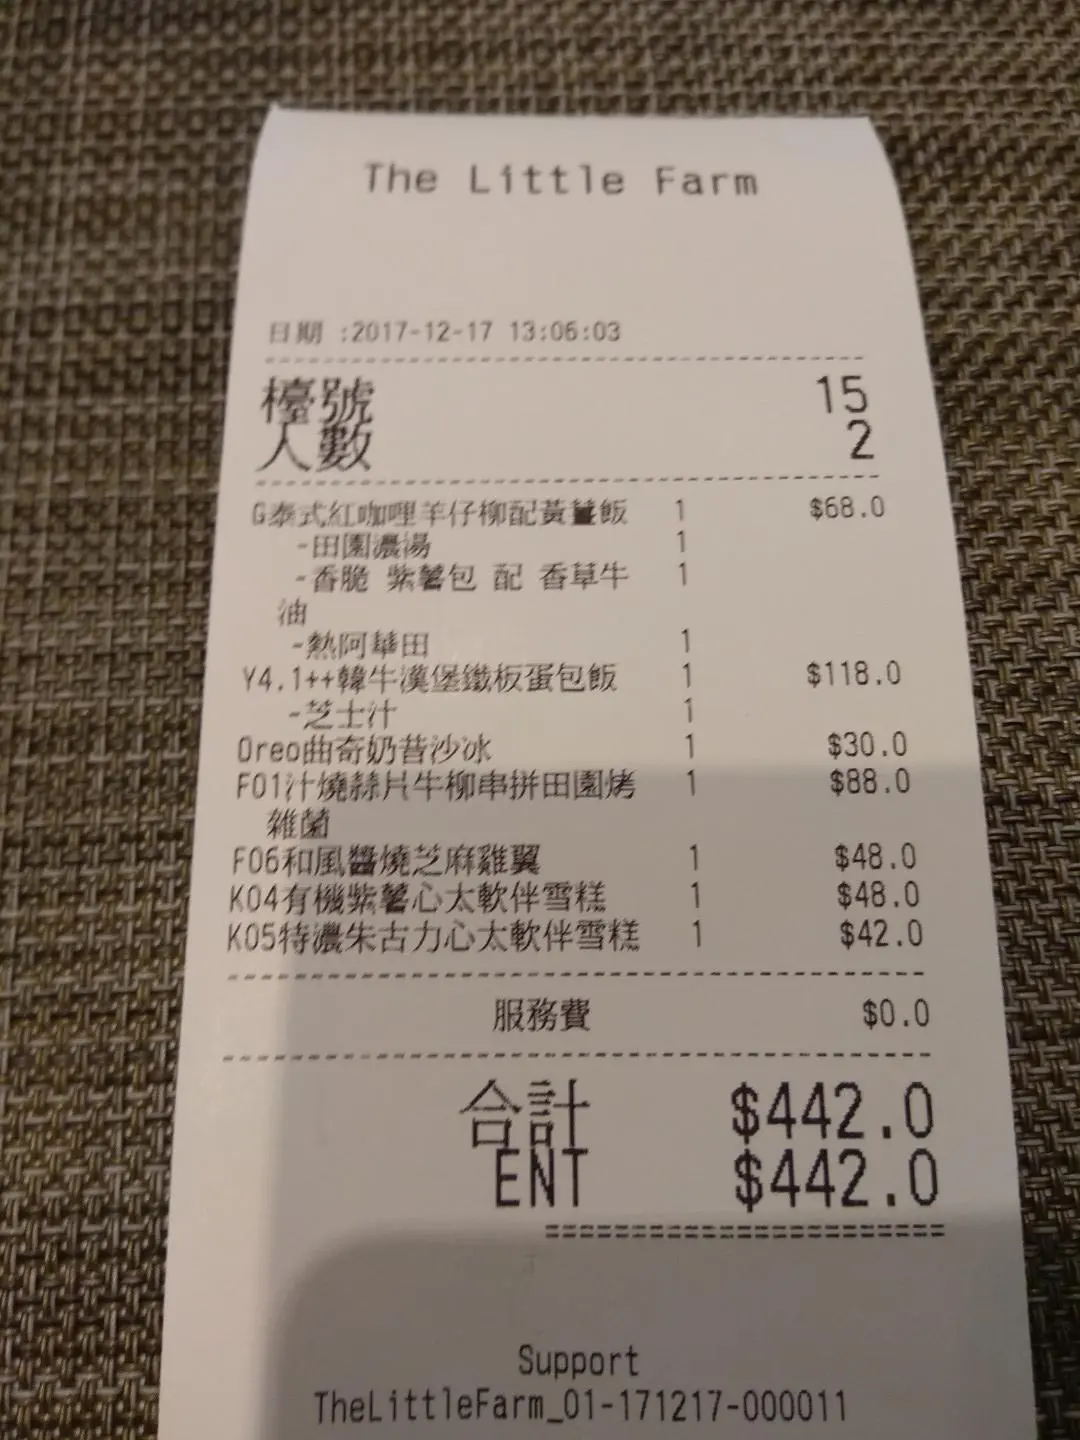 The Little Farm
日期 :2017-12-17 13:06:03
檯號 15
人數 2
G泰式紅咖哩羊仔柳配黃薑飯 1 $68.0
-田園濃湯 1
-香脆 紫薯包 配 香草牛 1
油
-熱阿華田 1
Y4.1++韓牛漢堡鐵板蛋包飯 1 $118.0
-芝士汁 1
Oreo曲奇奶昔沙冰 1 $30.0
F01汁燒蒜片牛柳串拼田園烤 1 $88.0
雜菌
F06和風醬燒芝麻雞翼 1 $48.0
K04有機紫薯心太軟伴雪糕 1 $48.0
K05特濃朱古力心太軟伴雪糕 1 $42.0
服務費 $0.0
合計 $442.0
ENT $442.0
Support
TheLittleFarm_01-171217-000011